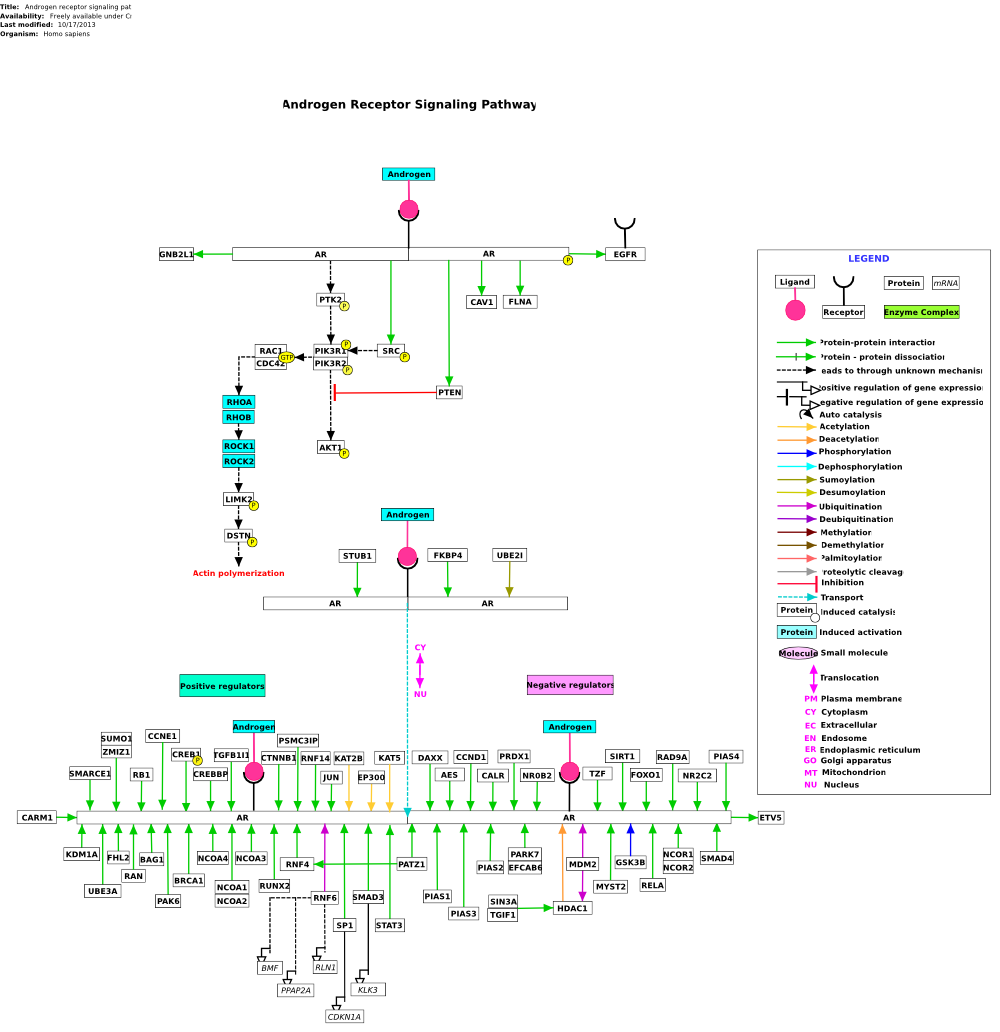 Title: Androgen receptor signaling pat
Availability: Freely available under Cr
Last modified: 10/17/2013
Organism: Homo sapiens
Androgen Receptor Signaling Pathway
Androgen
GNB2L1
AR
AR
P
EGFR
PTK2
P
CAV1
FLNA
RAC1
CDC42
GTP
PIK3R1
P
PIK3R2
P
SRC
P
PTEN
RHOA
RHOB
ROCK1
ROCK2
AKT1
P
LIMK2
P
DSTN
P
Actin polymerization
Androgen
STUB1
FKBP4
UBE2I
AR
AR
CY
NU
Positive regulators
Negative regulators
Androgen
Androgen
SUMO1
ZMIZ1
CCNE1
CREB1
P
TGFB1I1
PSMC3IP
CTNNB1
RNF14
KAT2B
KAT5
SMARCE1
RB1
CREBBP
JUN
EP300
DAXX
CCND1
PRDX1
AES
CALR
NR0B2
TZF
SIRT1
FOXO1
RAD9A
NR2C2
PIAS4
CARM1
AR
AR
ETV5
KDM1A
FHL2
BAG1
NCOA4
NCOA3
RNF4
PATZ1
UBE3A
RAN
BRCA1
PAK6
NCOA1
NCOA2
RUNX2
RNF6
SMAD3
SP1
STAT3
PIAS1
PIAS3
PIAS2
PARK7
EFCAB6
SIN3A
TGIF1
MDM2
HDAC1
GSK3B
MYST2
RELA
NCOR1
NCOR2
SMAD4
BMF
PPAP2A
RLN1
KLK3
CDKN1A
LEGEND
Ligand
Receptor
Protein
mRNA
Enzyme Complex
Protein-protein interaction
Protein - protein dissociation
eads to through unknown mechanism
ositive regulation of gene expression
egative regulation of gene expression
Auto catalysis
Acetylation
Deacetylation
Phosphorylation
Dephosphorylation
Sumoylation
Desumoylation
Ubiquitination
Deubiquitination
Methylation
Demethylation
Palmitoylation
roteolytic cleavage
Inhibition
Transport
Protein Induced catalysis
Protein Induced activation
Molecule Small molecule
Translocation
PM Plasma membrane
CY Cytoplasm
EC Extracellular
EN Endosome
ER Endoplasmic reticulum
GO Golgi apparatus
MT Mitochondrion
NU Nucleus